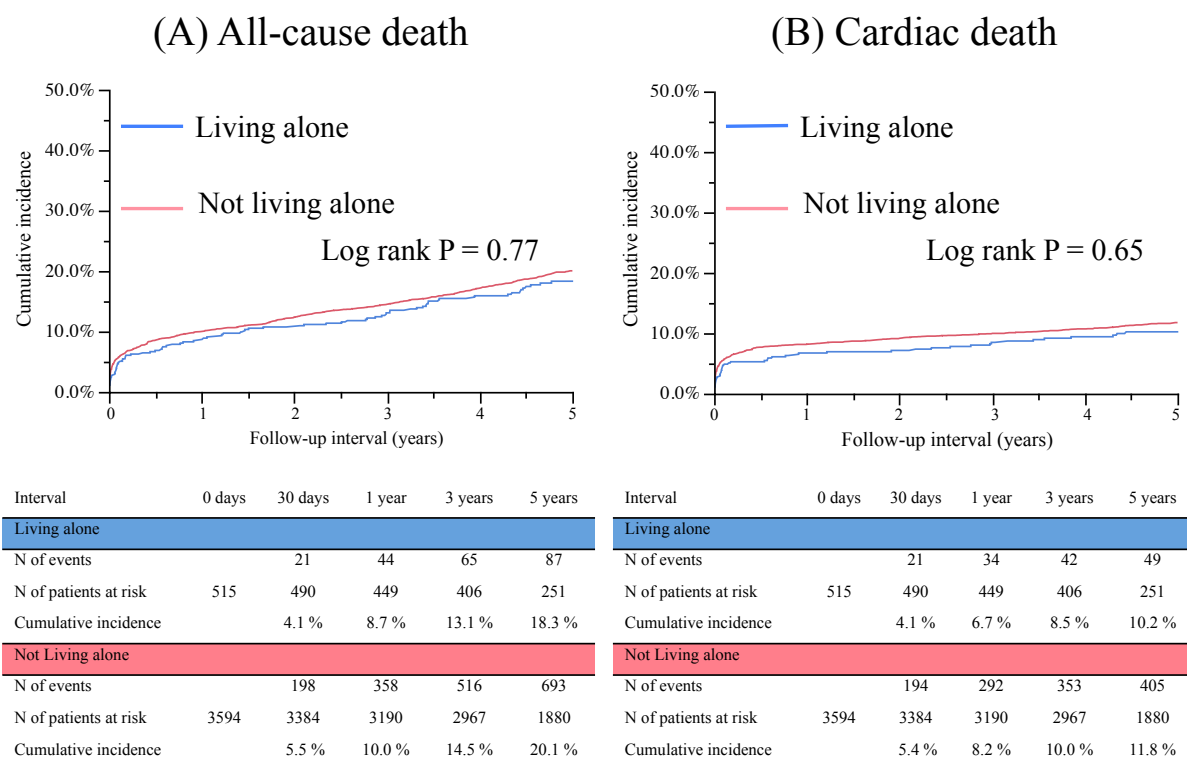 (A) All-cause death
50.0%
40.0%
30.0%
20.0%
10.0%
0.0%
Cumulative incidence
Living alone
Not living alone
Log rank P = 0.77
0 1 2 3 4 5
Follow-up interval (years)
Interval 0 days 30 days 1 year 3 years 5 years
Living alone
N of events 21 44 65 87
N of patients at risk 515 490 449 406 251
Cumulative incidence 4.1 % 8.7 % 13.1 % 18.3 %
Not Living alone
N of events 198 358 516 693
N of patients at risk 3594 3384 3190 2967 1880
Cumulative incidence 5.5 % 10.0 % 14.5 % 20.1 %
(B) Cardiac death
50.0%
40.0%
30.0%
20.0%
10.0%
0.0%
Cumulative incidence
Living alone
Not living alone
Log rank P = 0.65
0 1 2 3 4 5
Follow-up interval (years)
Interval 0 days 30 days 1 year 3 years 5 years
Living alone
N of events 21 34 42 49
N of patients at risk 515 490 449 406 251
Cumulative incidence 4.1 % 6.7 % 8.5 % 10.2 %
Not Living alone
N of events 194 292 353 405
N of patients at risk 3594 3384 3190 2967 1880
Cumulative incidence 5.4 % 8.2 % 10.0 % 11.8 %